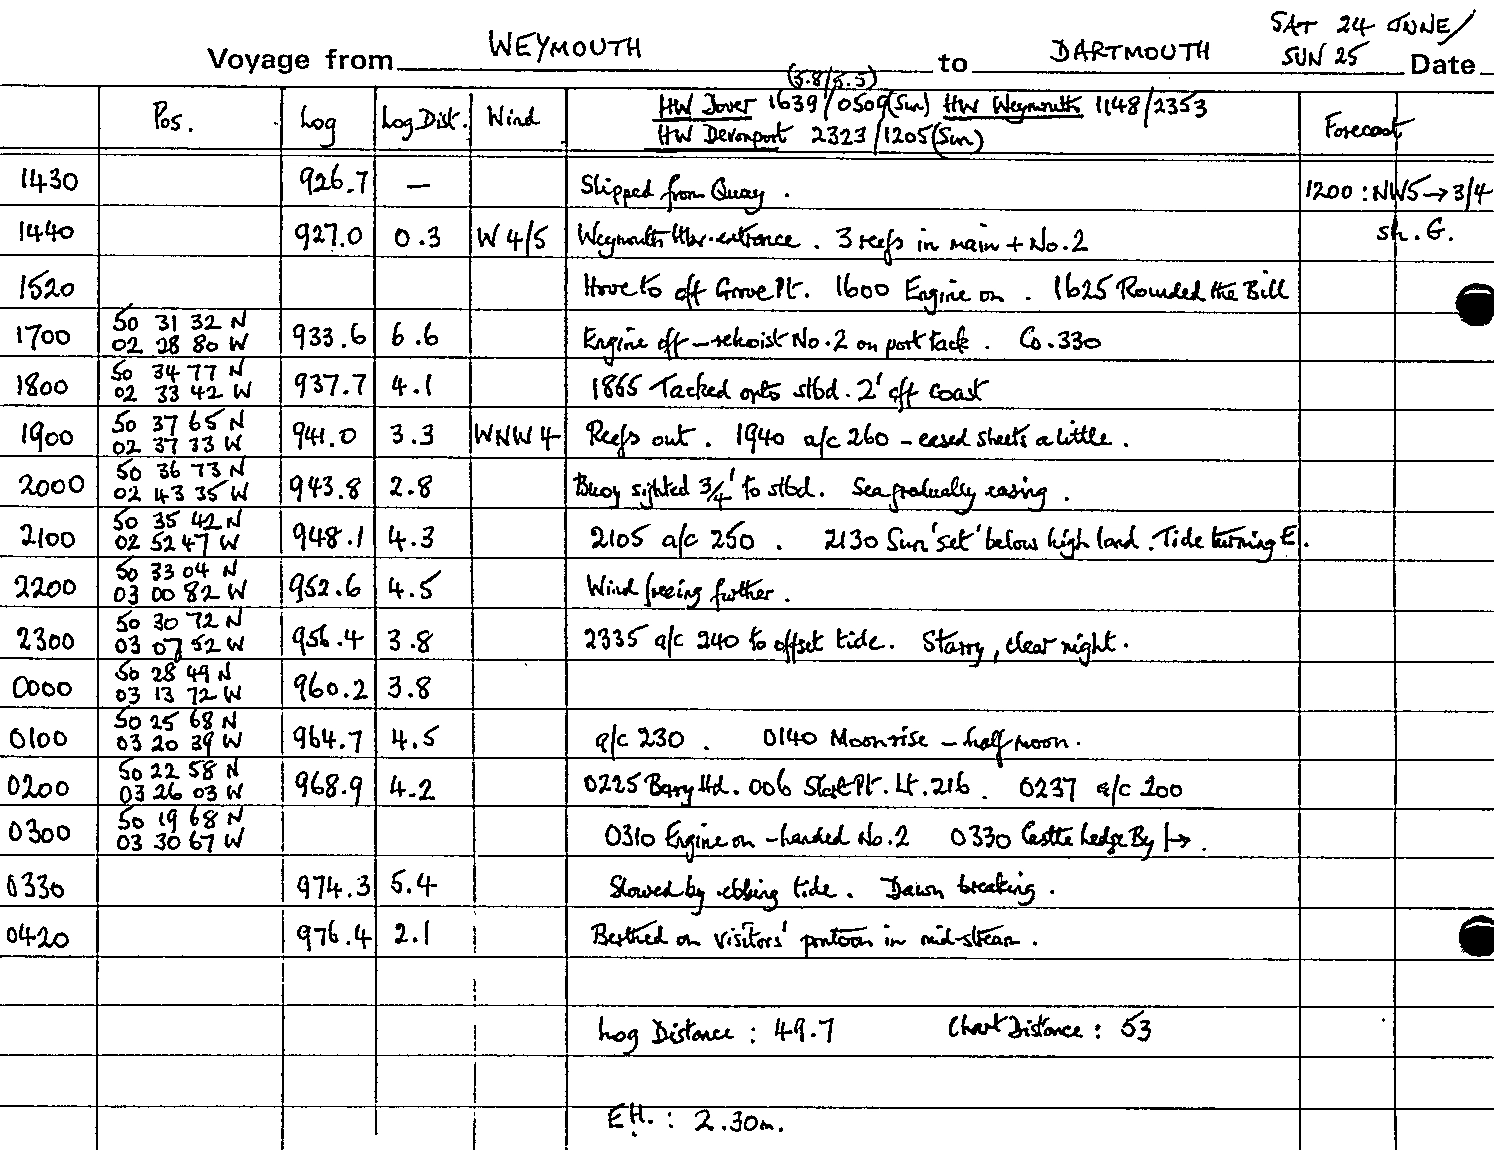 SAT 24 JUNE/
Voyage from WEYMOUTH to DARTMOUTH SUN 25 Date
(5.8/5.5)
Pos. Log Log Dist. Wind HW Dover 1639/0509(Sun) HW Weymouth 1148/2353 Forecast
HW Devonport 2323/1205(Sun)
1430 926.7 — Slipped from Quay. 1200: NW5→3/4
1440 927.0 0.3 W 4/5 Weymouth Hbr. entrance. 3 reefs in main + No.2 sh. G.
1520 Hove to off Grove Pt. 1600 Engine on. 1625 Rounded the Bill
50 31 32 N
1700 02 28 80 W 933.6 6.6 Engine off – rehoist No.2 on port tack. Co. 330
50 34 77 N
1800 02 33 42 W 937.7 4.1 1865 Tacked onto stbd. 2' off coast
50 37 65 N
1900 02 37 33 W 941.0 3.3 WNW 4 Reefs out. 1940 a/c 260 – eased sheets a little.
50 36 73 N
2000 02 43 35 W 943.8 2.8 Buoy sighted 3/4' to stbd. Sea gradually easing.
50 35 42 N
2100 02 52 47 W 948.1 4.3 2105 a/c 250. 2130 Sun 'set' below high land. Tide turning E.
50 33 04 N
2200 03 00 82 W 952.6 4.5 Wind freeing further.
50 30 72 N
2300 03 07 52 W 956.4 3.8 2335 a/c 240 to offset tide. Starry, clear night.
50 28 49 N
0000 03 13 72 W 960.2 3.8
50 25 68 N
0100 03 20 39 W 964.7 4.5 a/c 230. 0140 Moonrise – half moon.
50 22 58 N
0200 03 26 03 W 968.9 4.2 0225 Berry Hd. 006 Start Pt. Lt. 216. 0237 a/c 200
50 19 68 N
0300 03 30 67 W 0310 Engine on – handed No.2 0330 Castle Ledge By |→.
0330 974.3 5.4 Slowed by ebbing tide. Dawn breaking.
0420 976.4 2.1 Berthed on visitors' pontoon in mid-stream.
Log Distance: 49.7 Chart Distance: 53
EH.: 2.30m.